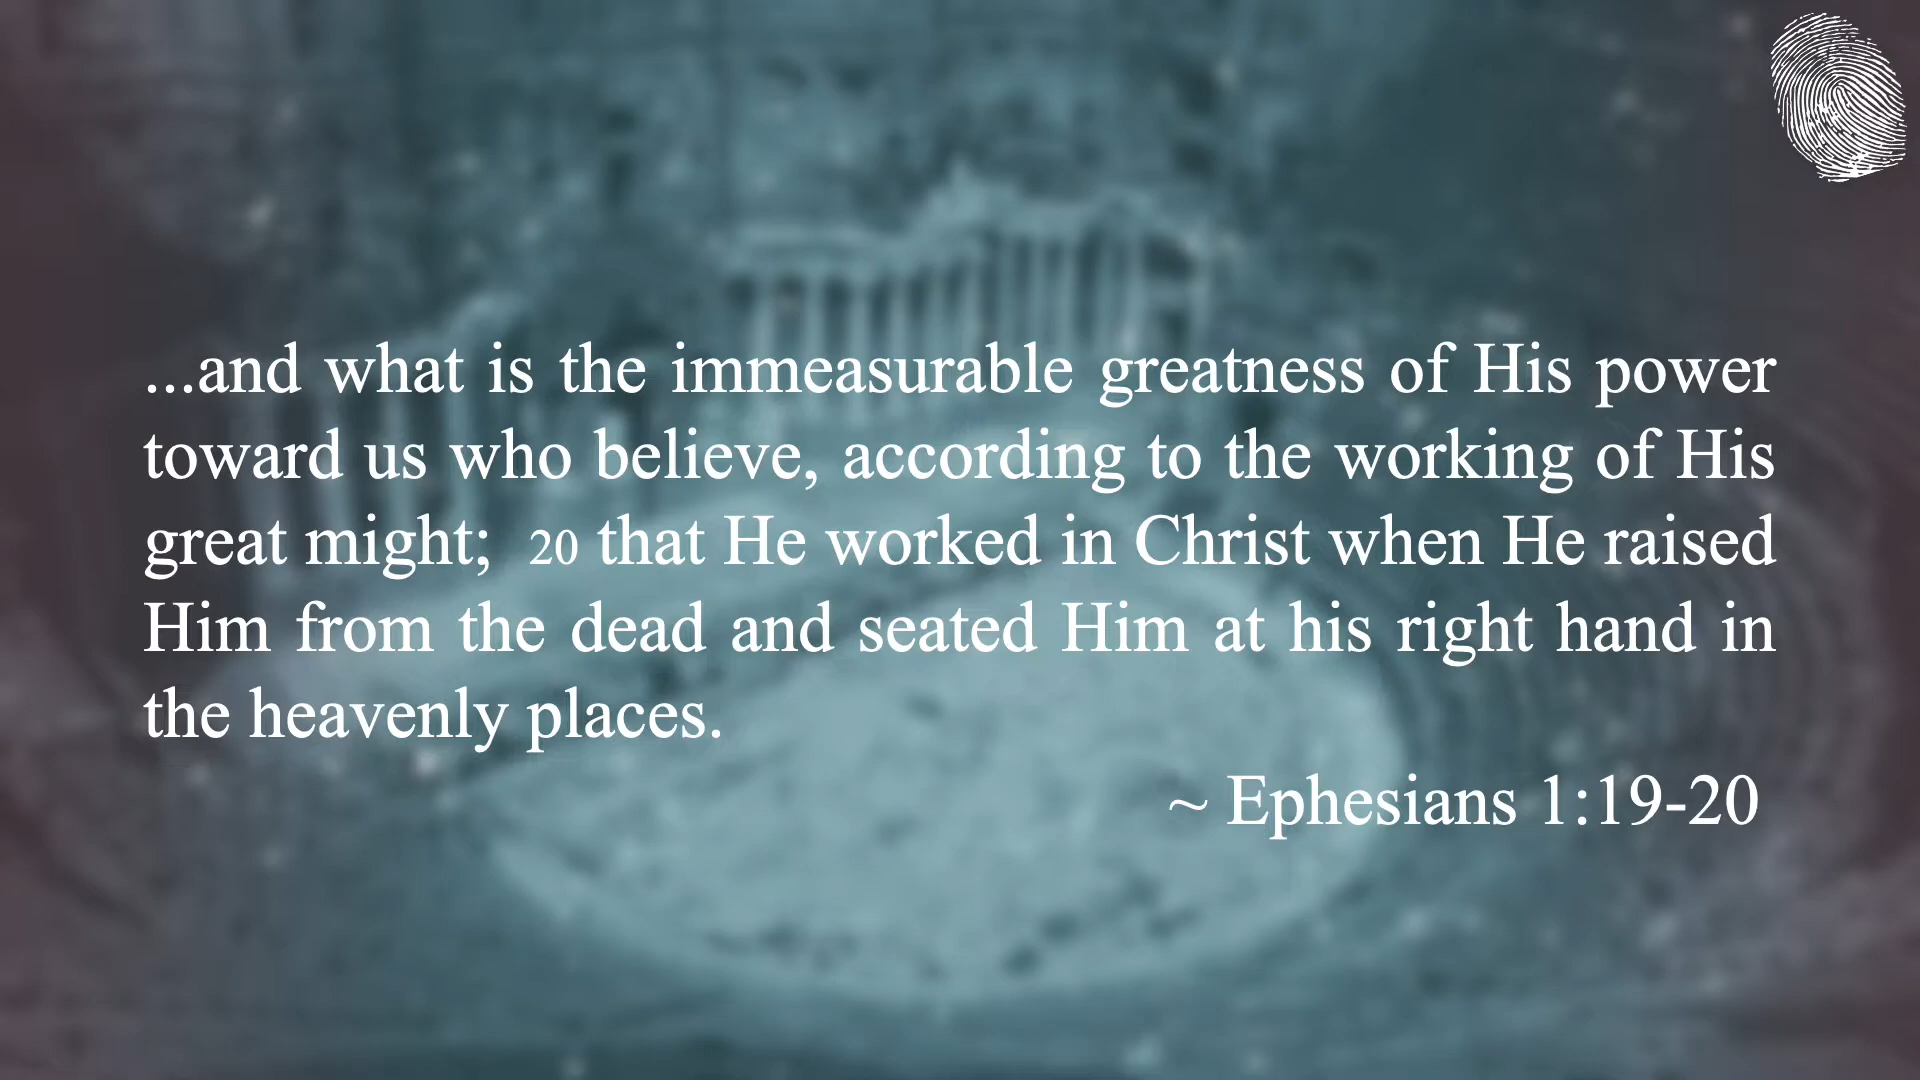 ...and what is the immeasurable greatness of His power
toward us who believe, according to the working of His
great might; 20 that He worked in Christ when He raised
Him from the dead and seated Him at his right hand in
the heavenly places.
~ Ephesians 1:19-20